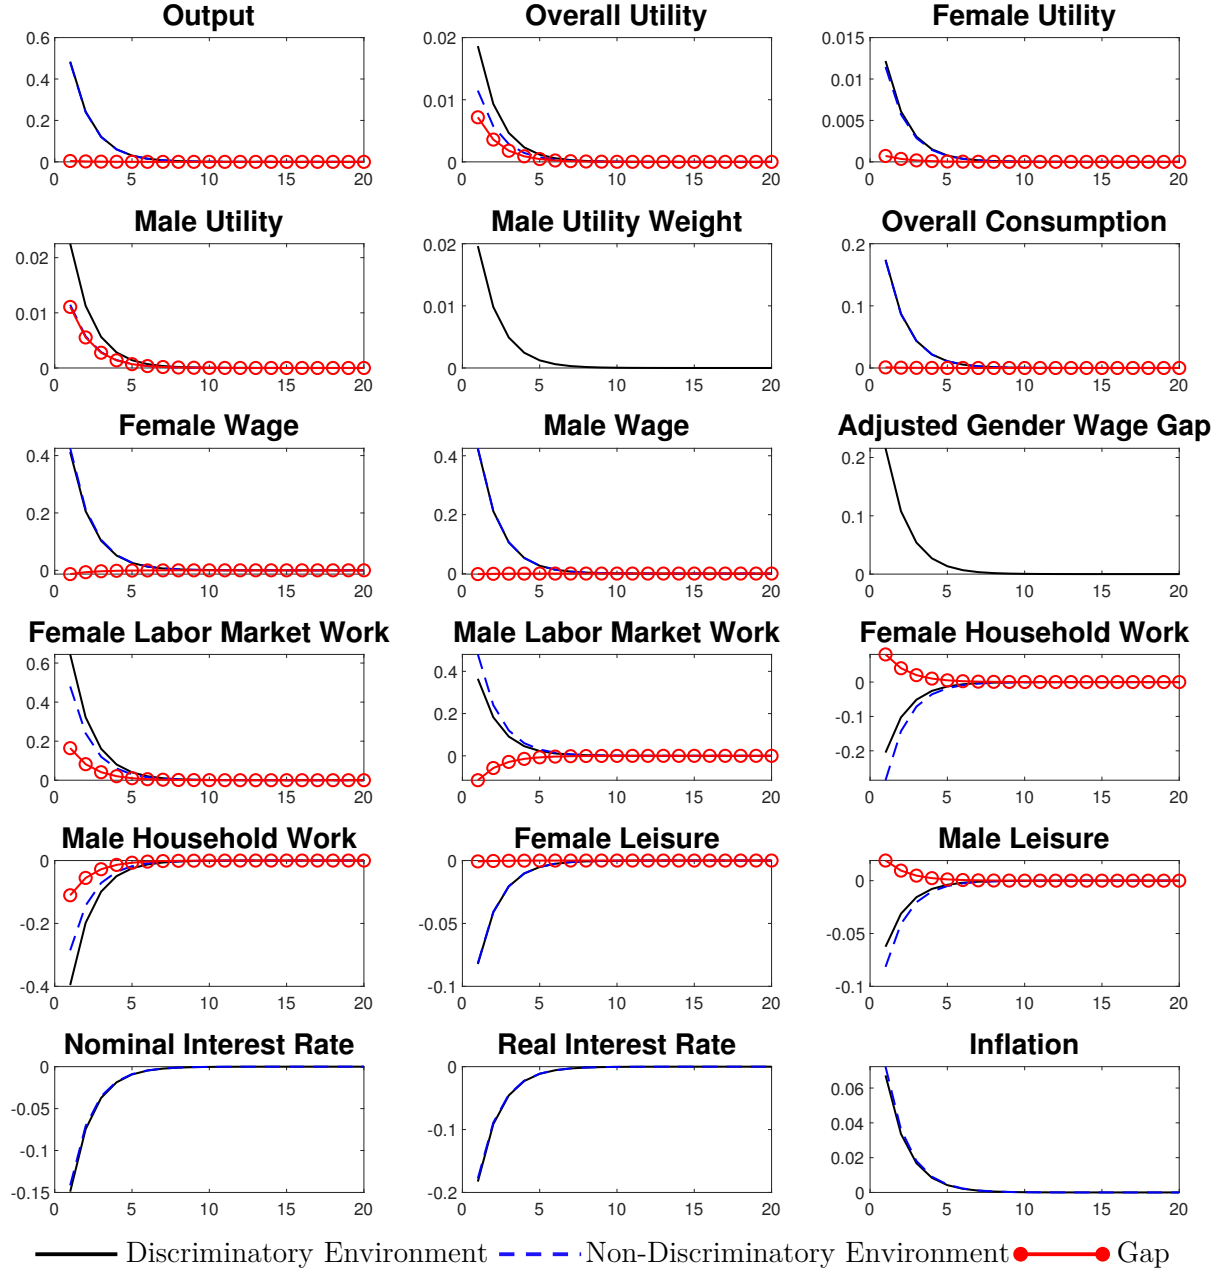 Output Overall Utility Female Utility
0.6 0.02 0.015
0.4 0.01
0.01
0.2 0.005
0 0 0
0 5 10 15 20 0 5 10 15 20 0 5 10 15 20
Male Utility Male Utility Weight Overall Consumption
0.02 0.02 0.2
0.01 0.01 0.1
0 0 0
0 5 10 15 20 0 5 10 15 20 0 5 10 15 20
Female Wage Male Wage Adjusted Gender Wage Gap
0.4 0.4 0.2
0.2 0.2 0.1
0 0 0
0 5 10 15 20 0 5 10 15 20 0 5 10 15 20
Female Labor Market Work Male Labor Market Work Female Household Work
0.6 0.4 0
0.4 0.2 -0.1
0.2 0 -0.2
0
0 5 10 15 20 0 5 10 15 20 0 5 10 15 20
Male Household Work Female Leisure Male Leisure
0 0 0
-0.2 -0.05 -0.05
-0.4 -0.1 -0.1
0 5 10 15 20 0 5 10 15 20 0 5 10 15 20
Nominal Interest Rate Real Interest Rate Inflation
0 0 0.06
-0.05 0.04
-0.1 -0.1 0.02
-0.15 -0.2 0
0 5 10 15 20 0 5 10 15 20 0 5 10 15 20
Discriminatory Environment Non-Discriminatory Environment Gap